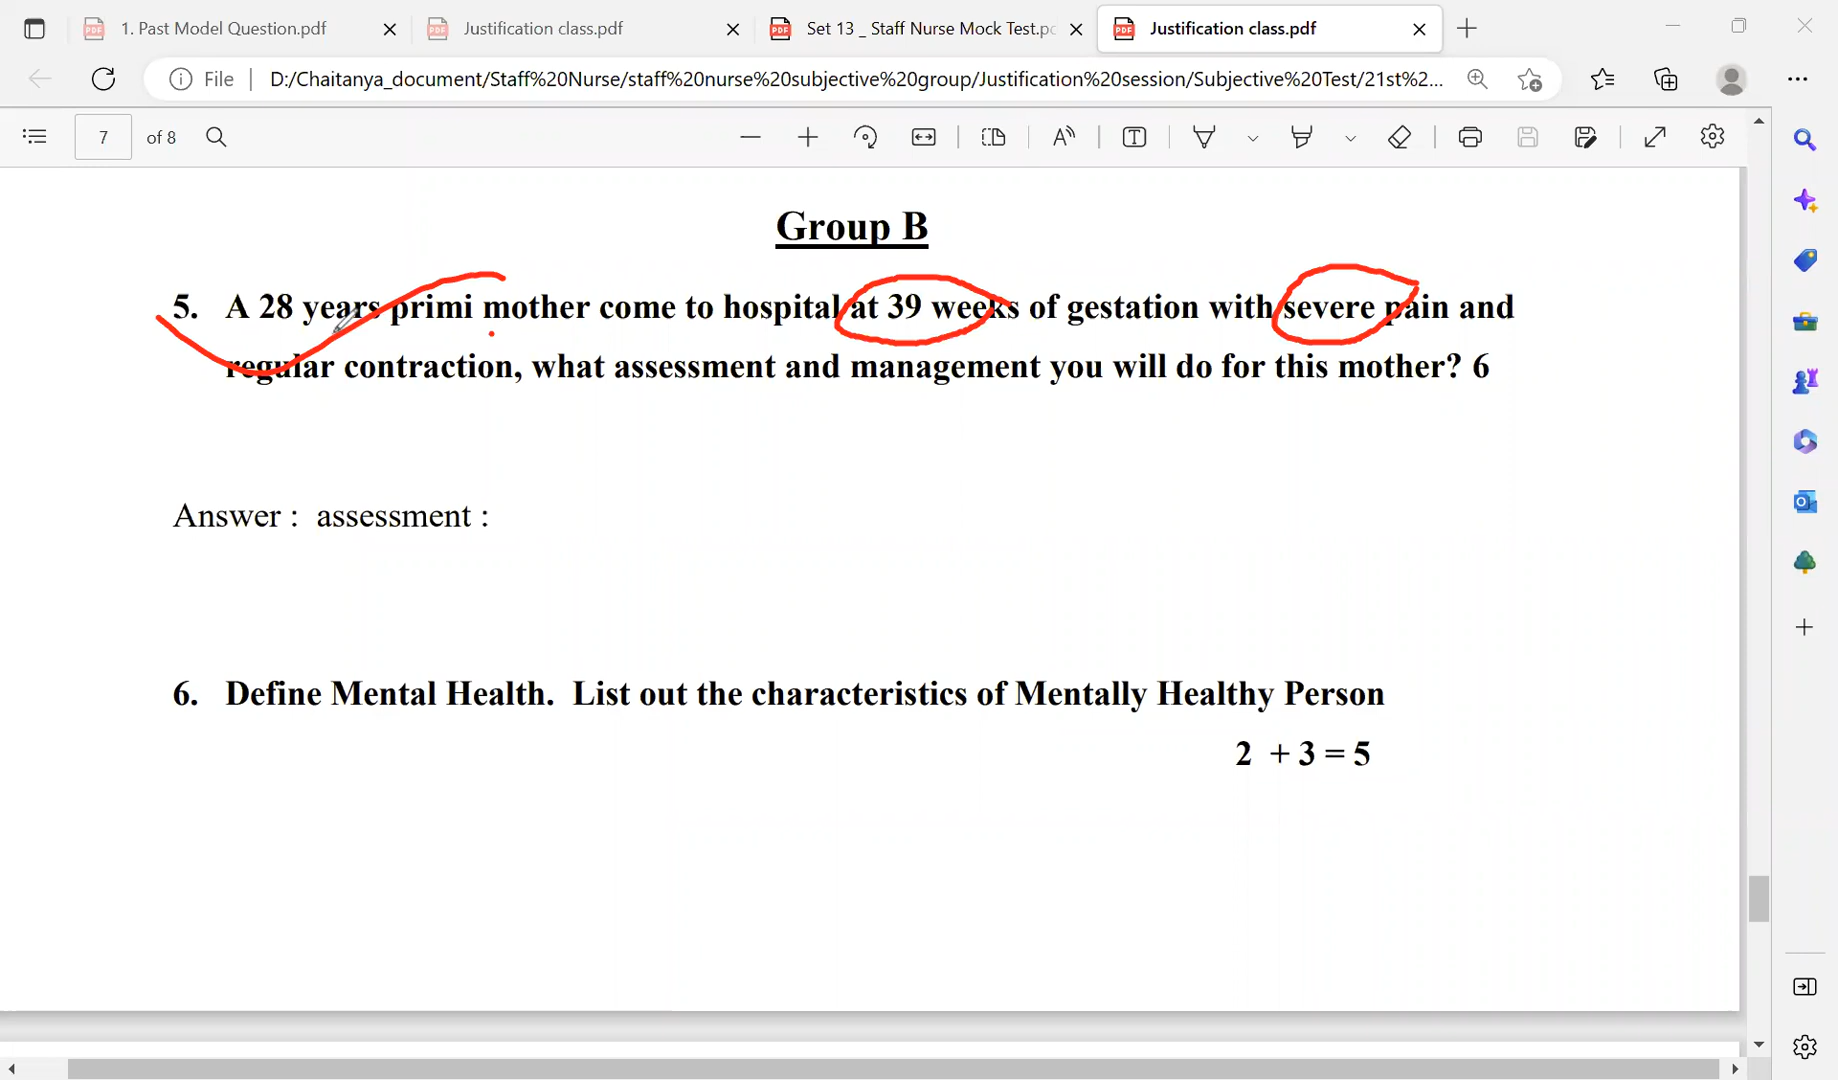 1. Past Model Question.pdf
Justification class.pdf
Set 13 _ Staff Nurse Mock Test.pc
Justification class.pdf
File
D:/Chaitanya_document/Staff%20Nurse/staff%20nurse%20subjective%20group/Justification%20session/Subjective%20Test/21st%2...
7 of 8
Group B
5. A 28 years primi mother come to hospital at 39 weeks of gestation with severe pain and
regular contraction, what assessment and management you will do for this mother? 6
Answer : assessment :
6. Define Mental Health. List out the characteristics of Mentally Healthy Person
2 + 3 = 5